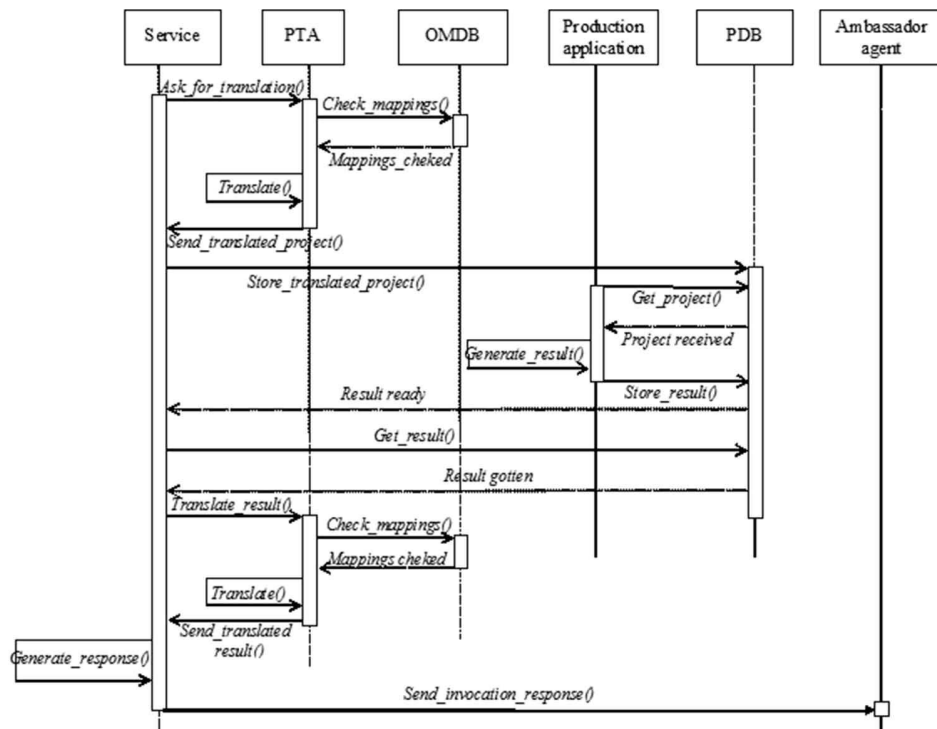 Service
PTA
OMDB
Production
application
PDB
Ambassador
agent
Ask_for_translation()
Check_mappings()
Mappings_cheked
Translate()
Send_translated_project()
Store_translated_project()
Get_project()
Project received
Generate_result()
Store_result()
Result ready
Get_result()
Result gotten
Translate_result()
Check_mappings()
Mappings cheked
Translate()
Send_translated
result()
Generate_response()
Send_invocation_response()